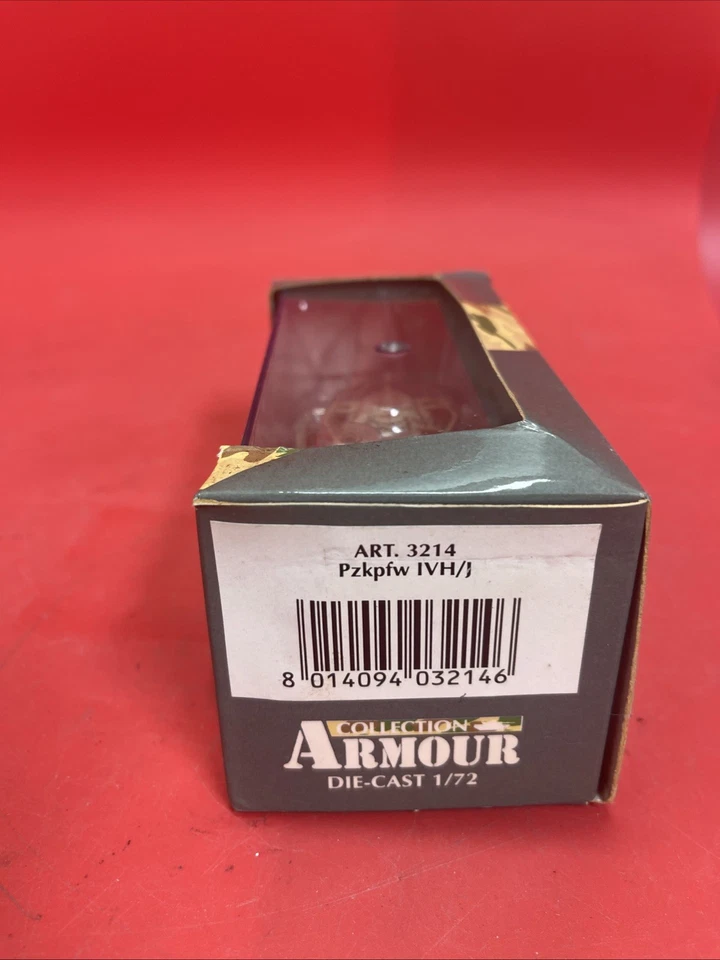 ART. 3214
Pzkpfw IVH/J
8 014094 032146
COLLECTION
ARMOUR
DIE-CAST 1/72